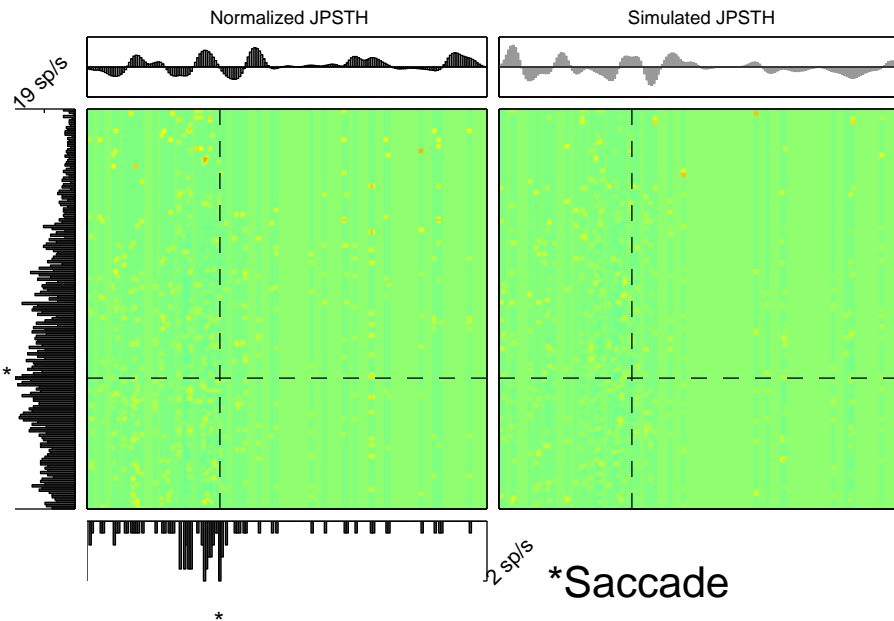 Normalized JPSTH
Simulated JPSTH
19 sp/s
*
2 sp/s
*Saccade
*